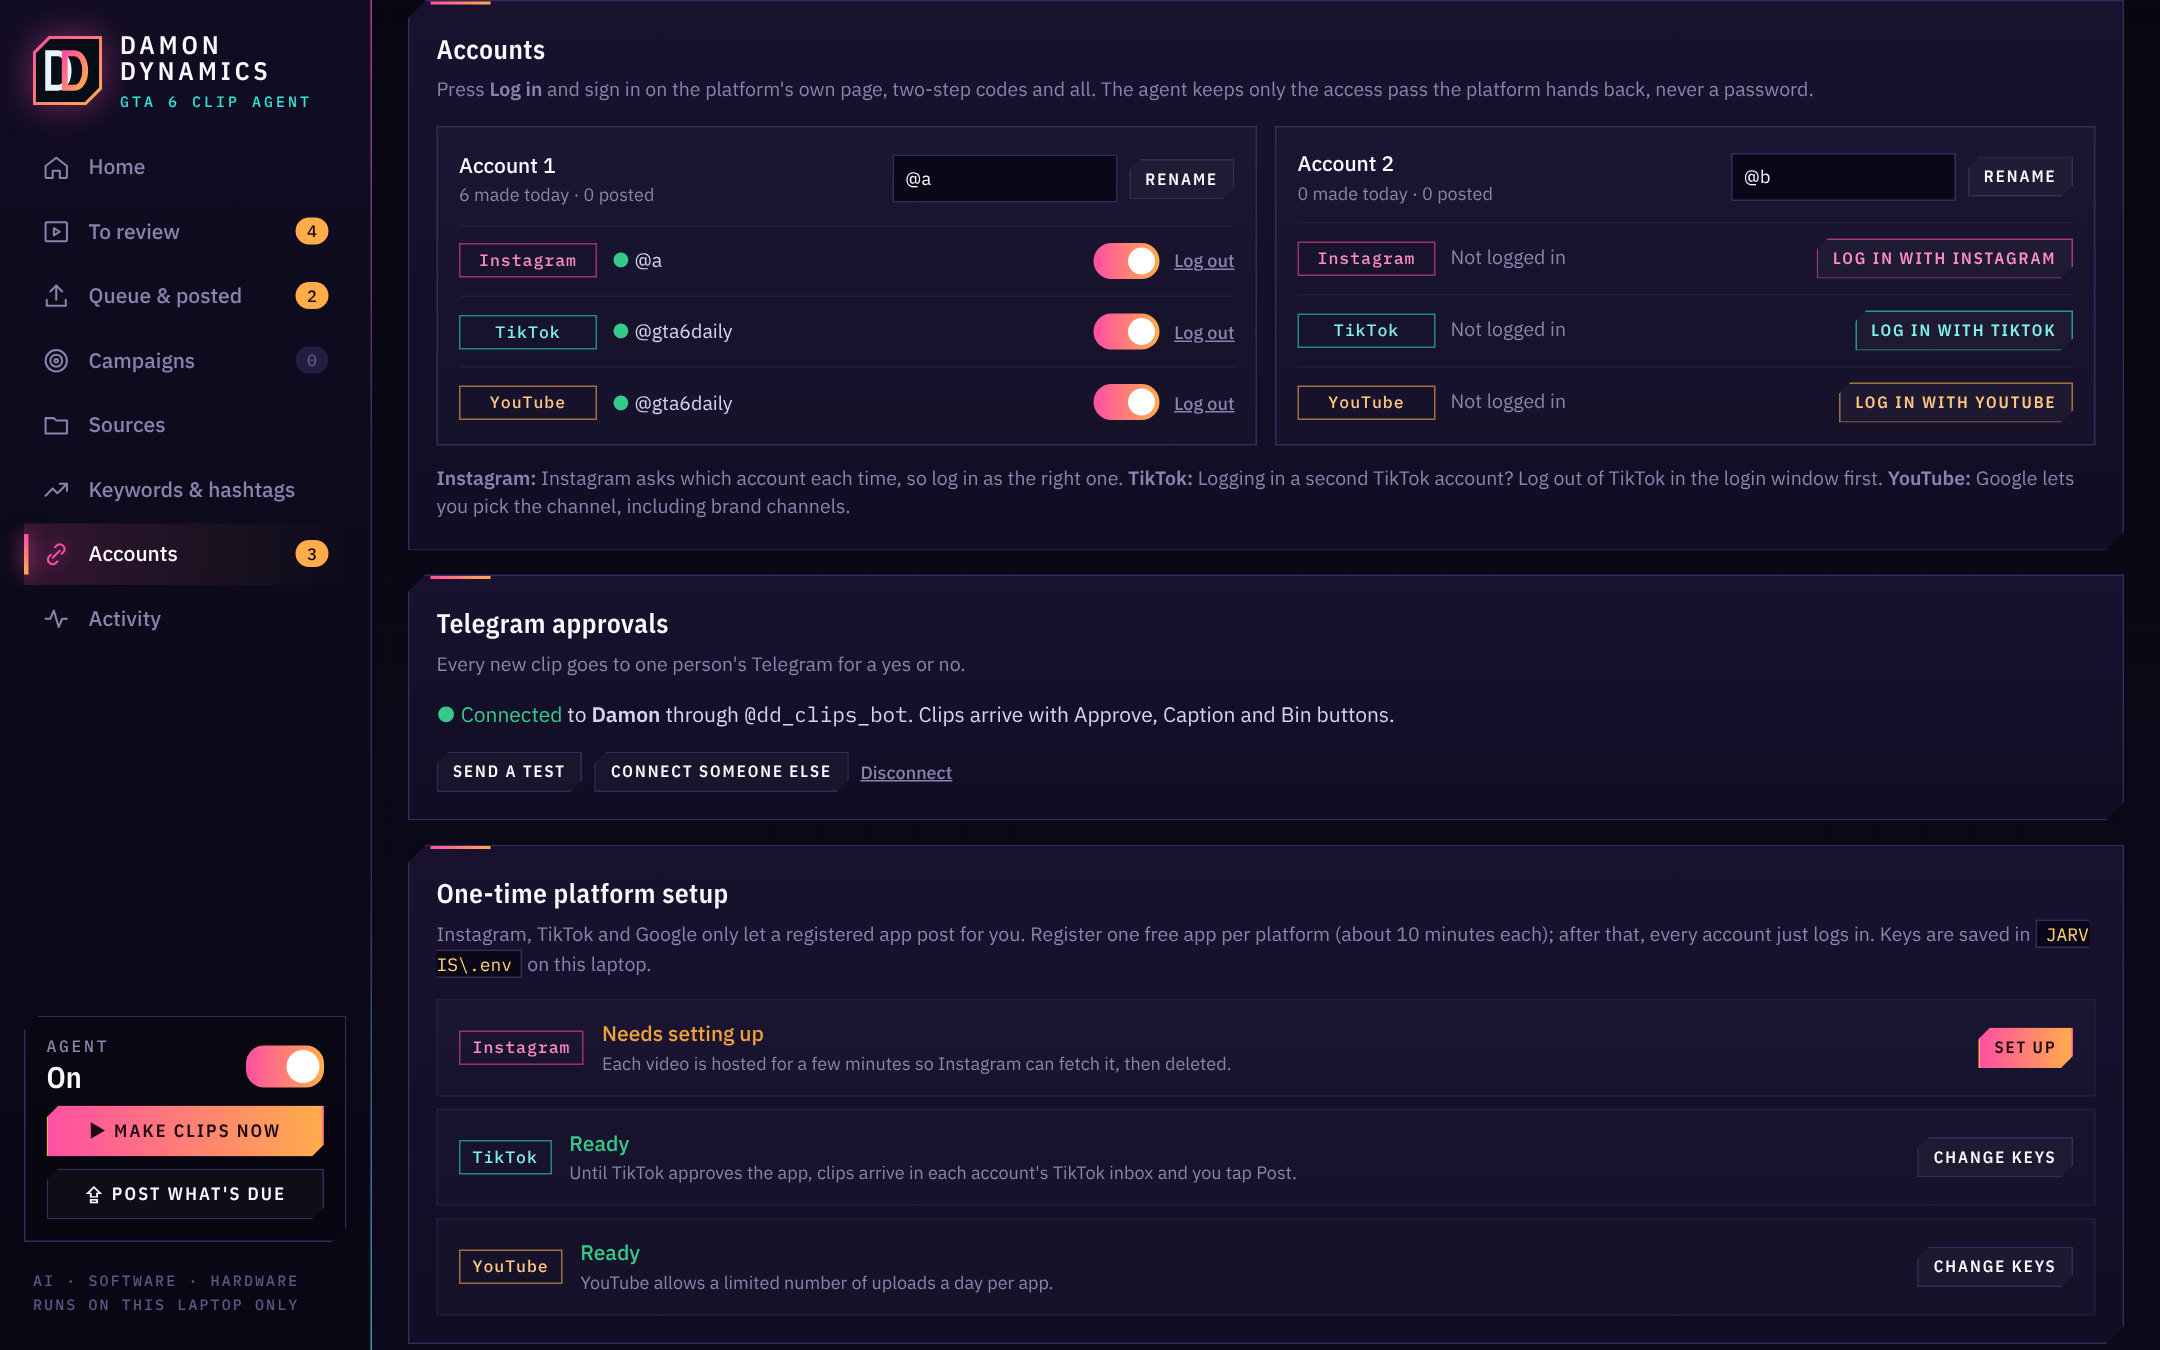 DAMON
DYNAMICS
GTA 6 CLIP AGENT
Home
To review 4
Queue & posted 2
Campaigns 0
Sources
Keywords & hashtags
Accounts 3
Activity
AGENT
On
▶ MAKE CLIPS NOW
⇪ POST WHAT'S DUE
AI · SOFTWARE · HARDWARE
RUNS ON THIS LAPTOP ONLY
Accounts
Press Log in and sign in on the platform's own page, two-step codes and all. The agent keeps only the access pass the platform hands back, never a password.
Account 1
6 made today · 0 posted
@a
RENAME
Instagram @a Log out
TikTok @gta6daily Log out
YouTube @gta6daily Log out
Account 2
0 made today · 0 posted
@b
RENAME
Instagram Not logged in LOG IN WITH INSTAGRAM
TikTok Not logged in LOG IN WITH TIKTOK
YouTube Not logged in LOG IN WITH YOUTUBE
Instagram: Instagram asks which account each time, so log in as the right one. TikTok: Logging in a second TikTok account? Log out of TikTok in the login window first. YouTube: Google lets
you pick the channel, including brand channels.
Telegram approvals
Every new clip goes to one person's Telegram for a yes or no.
Connected to Damon through @dd_clips_bot. Clips arrive with Approve, Caption and Bin buttons.
SEND A TEST CONNECT SOMEONE ELSE Disconnect
One-time platform setup
Instagram, TikTok and Google only let a registered app post for you. Register one free app per platform (about 10 minutes each); after that, every account just logs in. Keys are saved in JARV
IS\.env on this laptop.
Instagram
Needs setting up
Each video is hosted for a few minutes so Instagram can fetch it, then deleted.
SET UP
TikTok
Ready
Until TikTok approves the app, clips arrive in each account's TikTok inbox and you tap Post.
CHANGE KEYS
YouTube
Ready
YouTube allows a limited number of uploads a day per app.
CHANGE KEYS